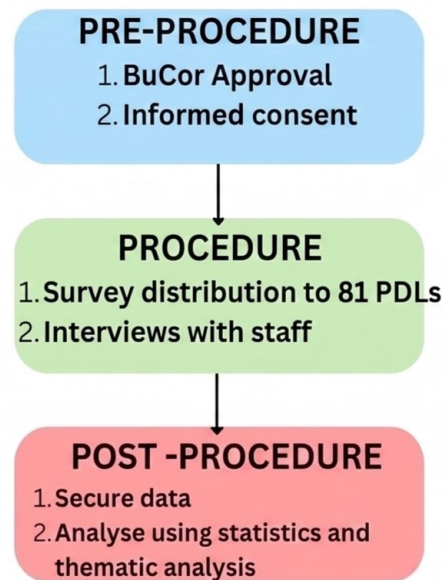 PRE-PROCEDURE
1. BuCor Approval
2. Informed consent
PROCEDURE
1. Survey distribution to 81 PDLs
2. Interviews with staff
POST -PROCEDURE
1. Secure data
2. Analyse using statistics and
thematic analysis